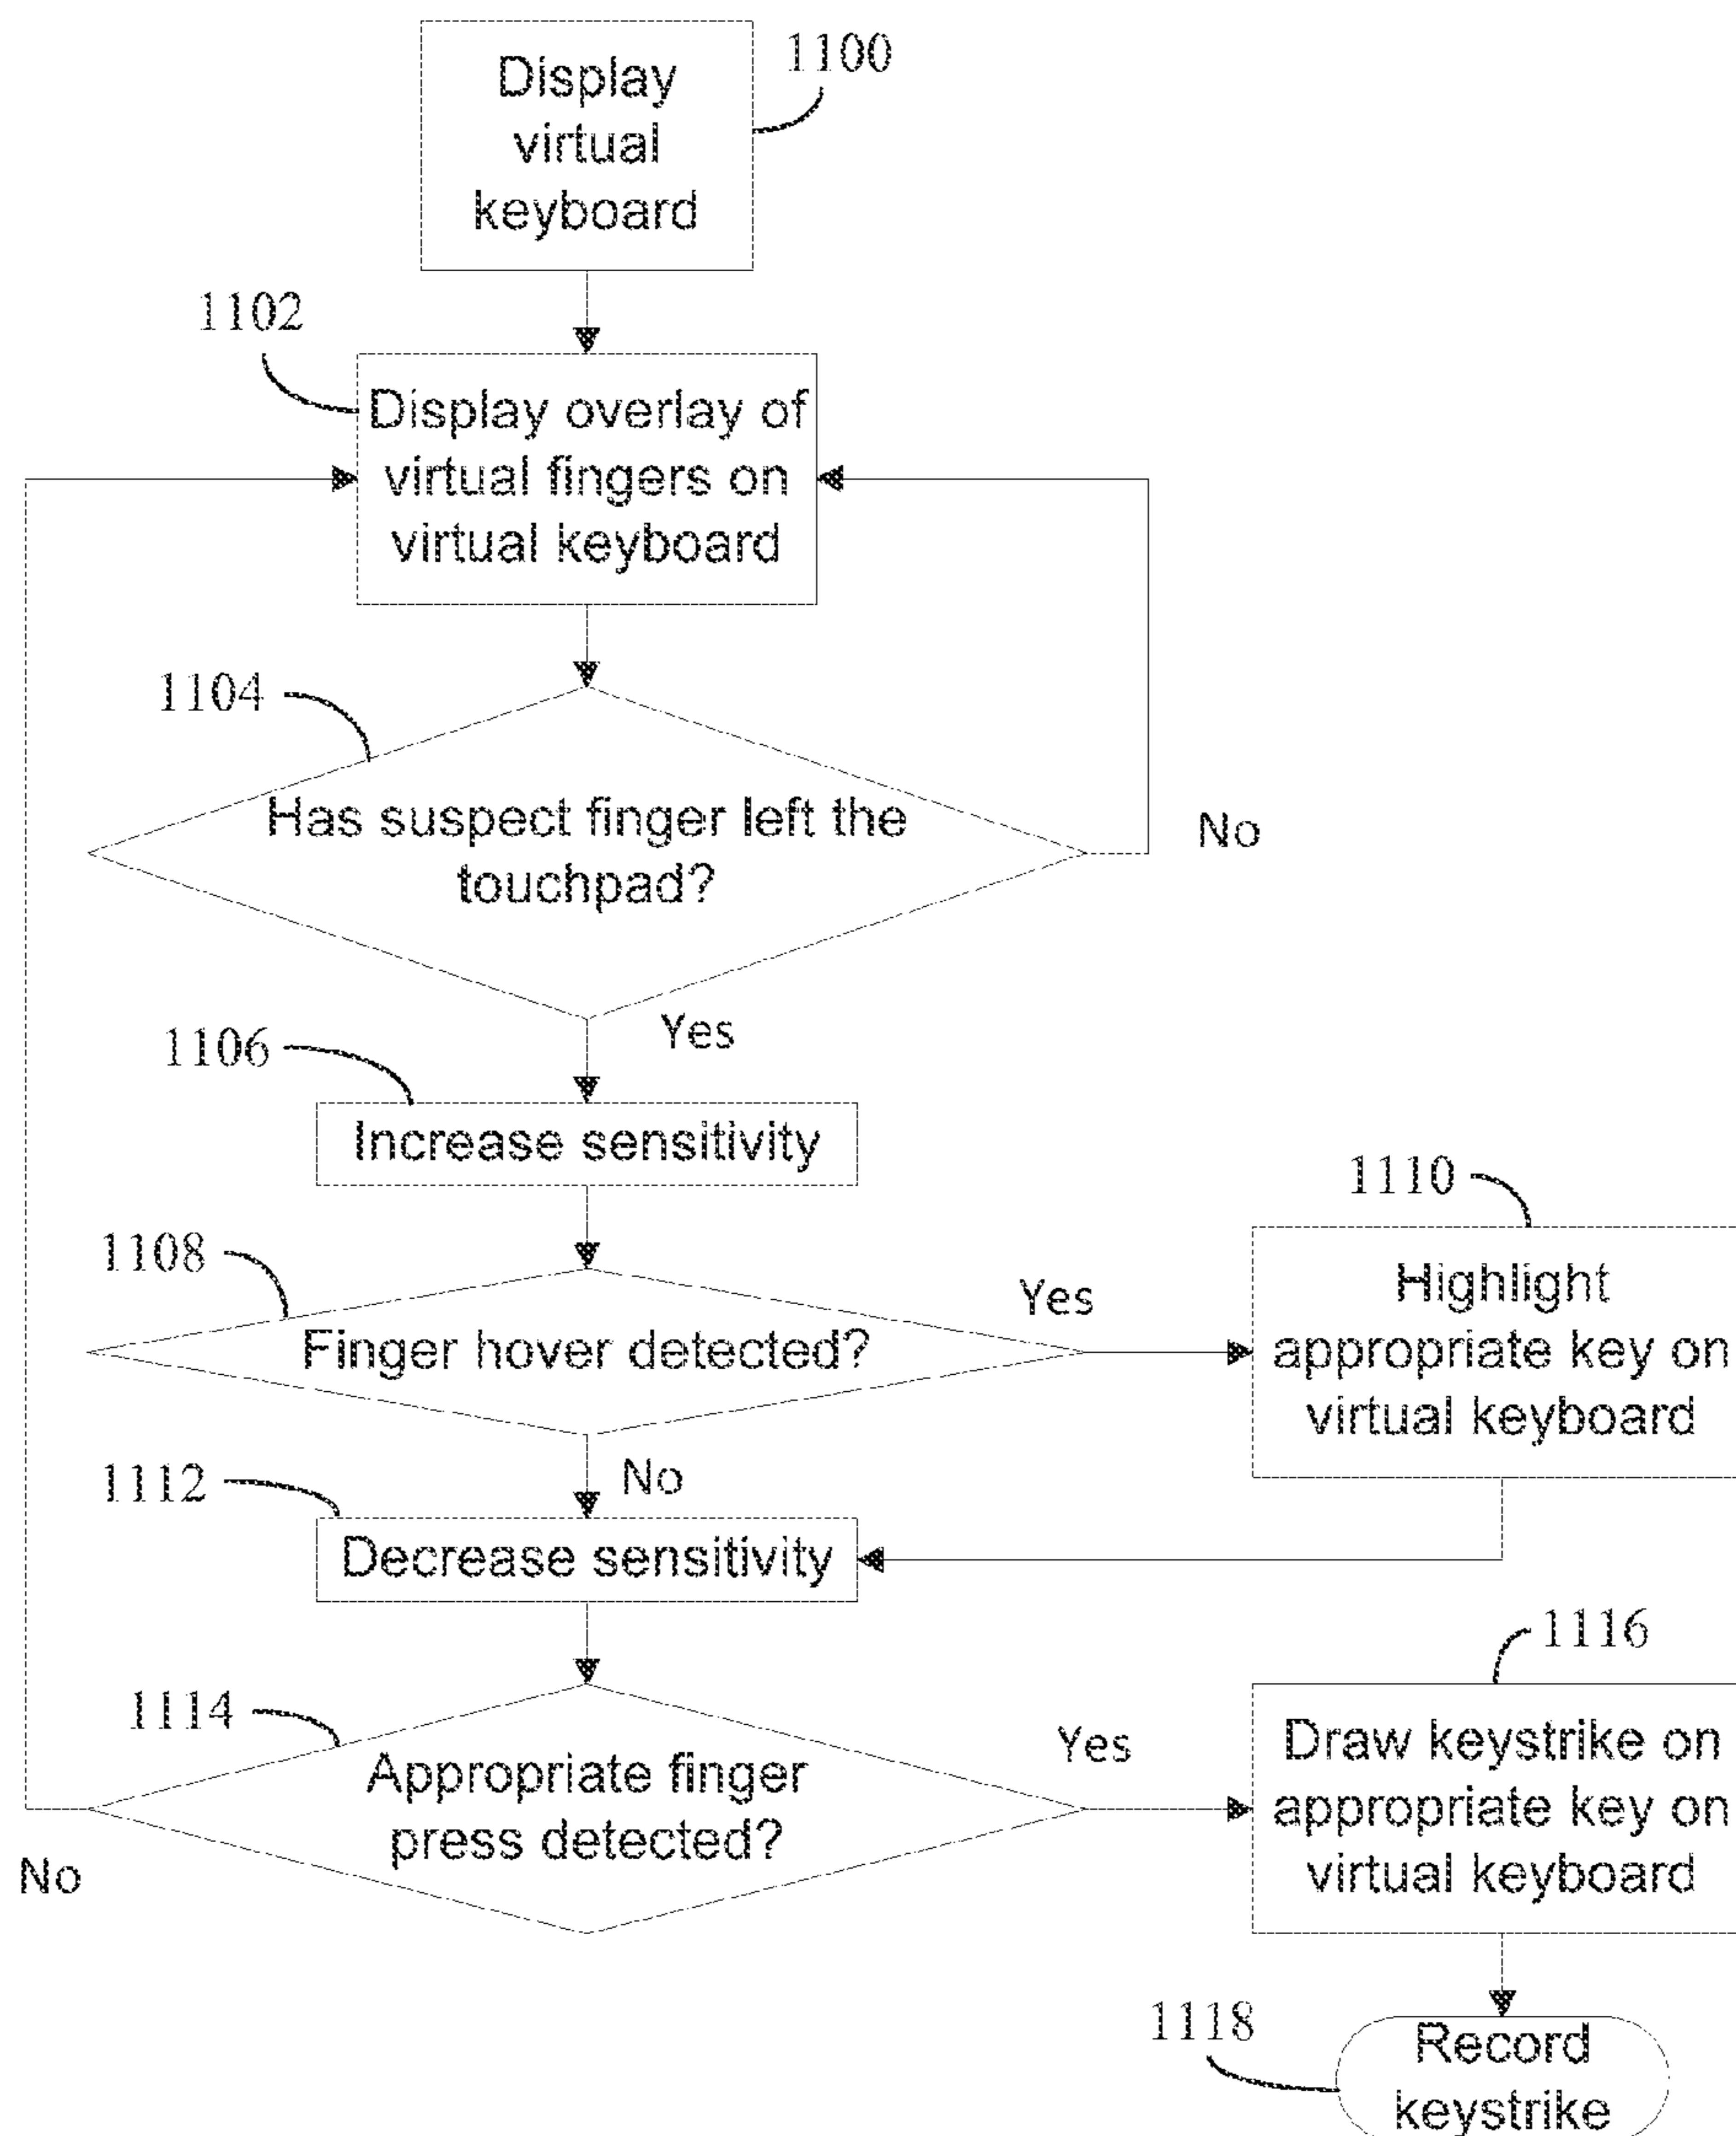 Display
virtual
keyboard
1100
1102
Display overlay of
virtual fingers on
virtual keyboard
1104
Has suspect finger left the
touchpad?
No
Yes
1106
Increase sensitivity
1108
Finger hover detected?
Yes
1110
Highlight
appropriate key on
virtual keyboard
No
1112
Decrease sensitivity
1114
Appropriate finger
press detected?
Yes
No
1116
Draw keystrike on
appropriate key on
virtual keyboard
1118
Record
keystrike